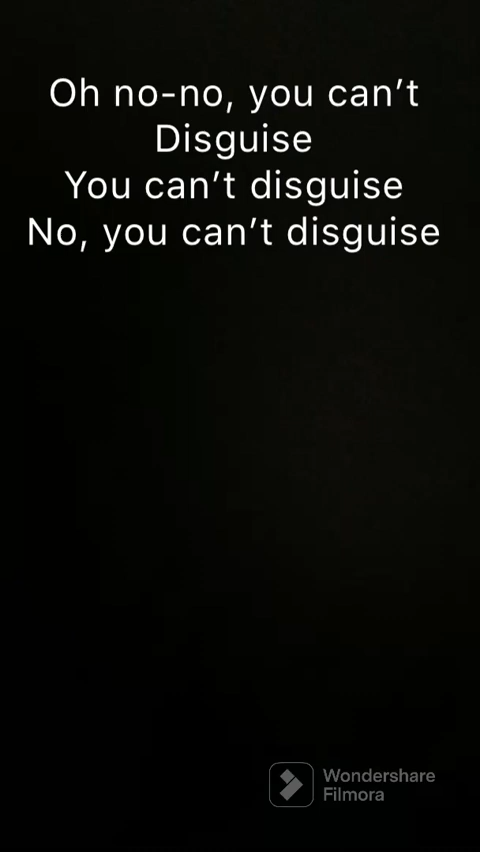 Oh no-no, you can’t
Disguise
You can’t disguise
No, you can’t disguise
Wondershare
Filmora